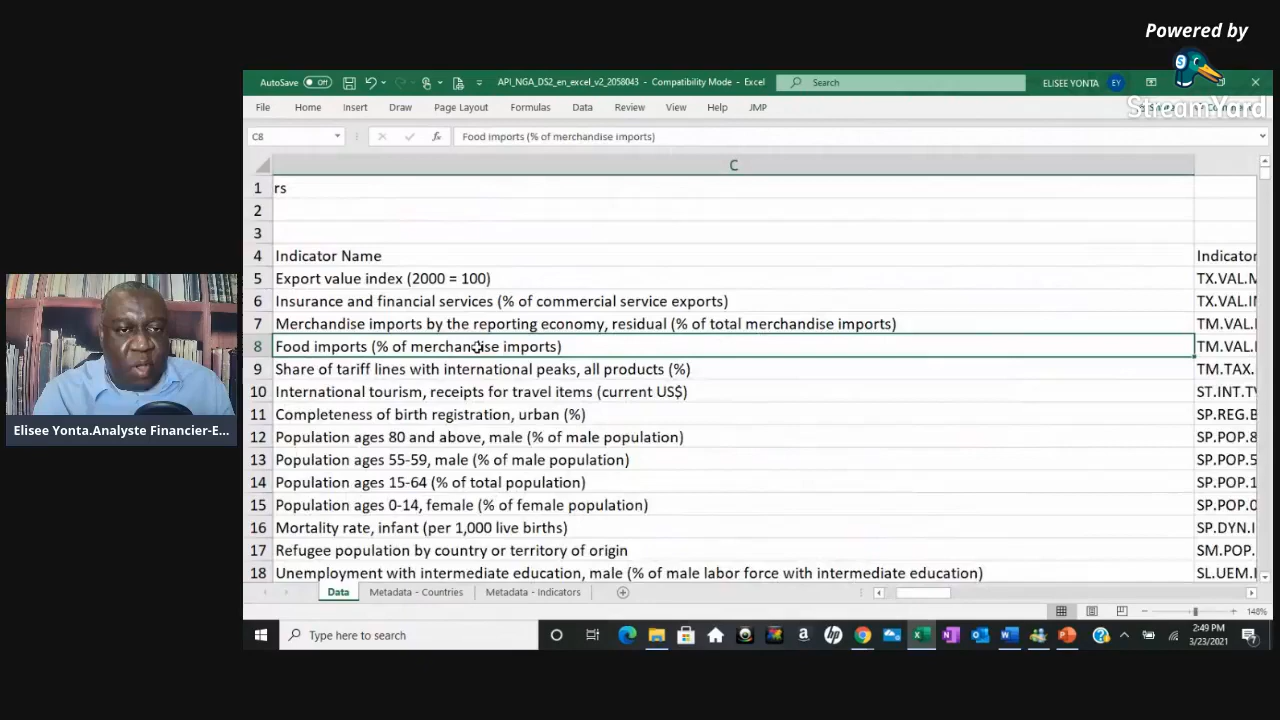 Powered by
StreamYard
AutoSave Off
API_NGA_DS2_en_excel_v2_2058043 - Compatibility Mode - Excel
Search
ELISEE YONTA EY
File Home Insert Draw Page Layout Formulas Data Review View Help JMP
C8 fx Food imports (% of merchandise imports)
C
1 rs
2
3
4 Indicator Name Indicator
5 Export value index (2000 = 100) TX.VAL.M
6 Insurance and financial services (% of commercial service exports) TX.VAL.I
7 Merchandise imports by the reporting economy, residual (% of total merchandise imports) TM.VAL.
8 Food imports (% of merchandise imports) TM.VAL.
9 Share of tariff lines with international peaks, all products (%) TM.TAX.
10 International tourism, receipts for travel items (current US$) ST.INT.T
11 Completeness of birth registration, urban (%) SP.REG.B
12 Population ages 80 and above, male (% of male population) SP.POP.8
13 Population ages 55-59, male (% of male population) SP.POP.5
14 Population ages 15-64 (% of total population) SP.POP.1
15 Population ages 0-14, female (% of female population) SP.POP.0
16 Mortality rate, infant (per 1,000 live births) SP.DYN.I
17 Refugee population by country or territory of origin SM.POP.
18 Unemployment with intermediate education, male (% of male labor force with intermediate education) SL.UEM.
Elisee Yonta.Analyste Financier-E...
Data Metadata - Countries Metadata - Indicators
148%
Type here to search
2:49 PM
3/23/2021